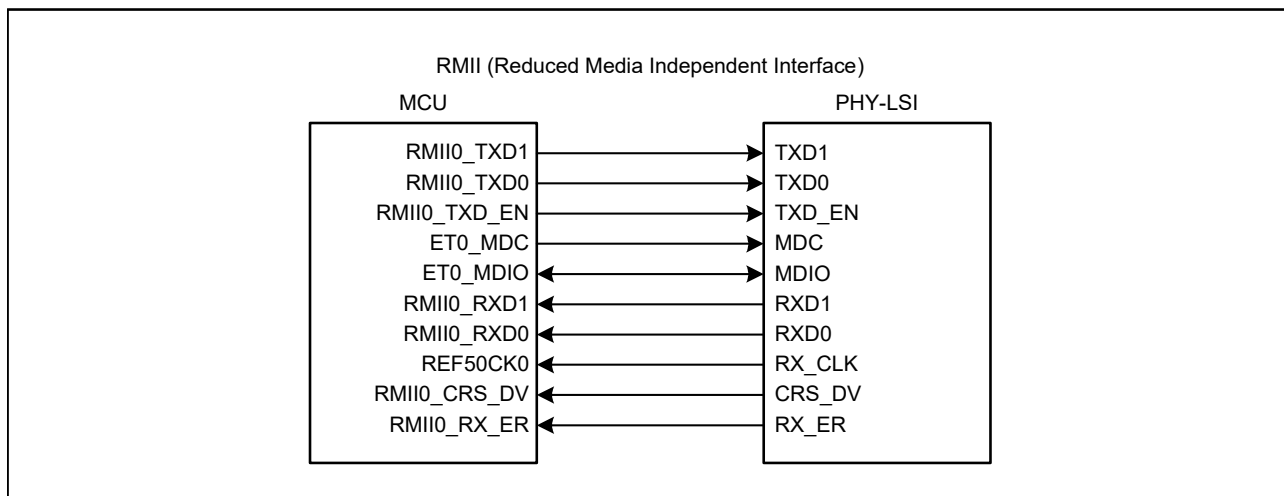 RMII (Reduced Media Independent Interface)
MCU PHY-LSI
RMII0_TXD1 TXD1
RMII0_TXD0 TXD0
RMII0_TXD_EN TXD_EN
ET0_MDC MDC
ET0_MDIO MDIO
RMII0_RXD1 RXD1
RMII0_RXD0 RXD0
REF50CK0 RX_CLK
RMII0_CRS_DV CRS_DV
RMII0_RX_ER RX_ER